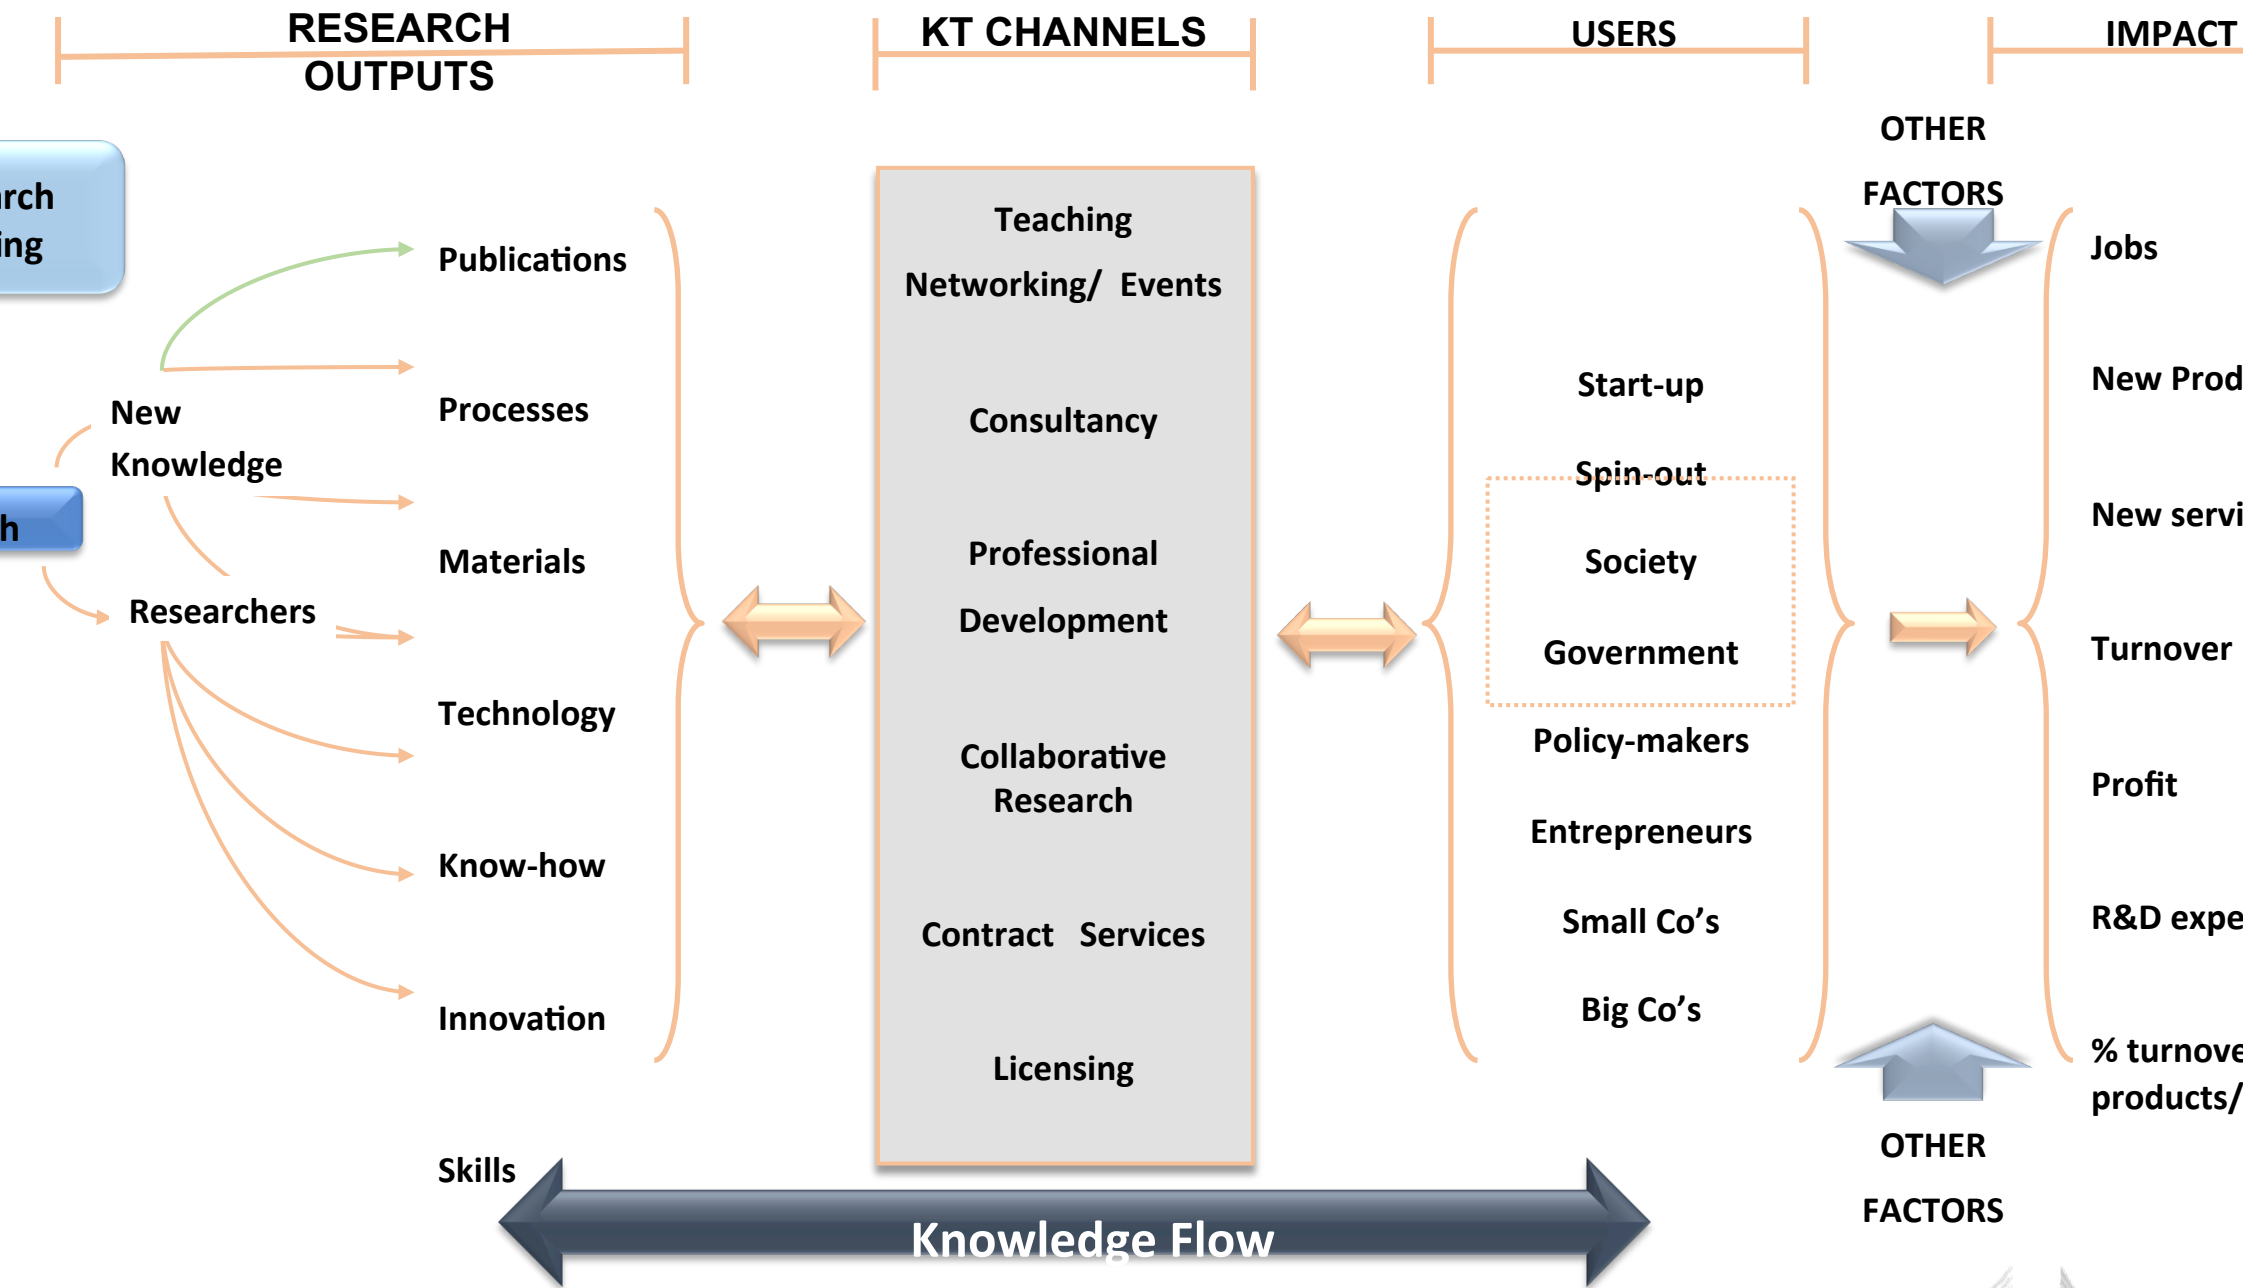 RESEARCH
OUTPUTS
KT CHANNELS
USERS
IMPACT
arch
ing
h
New
Knowledge
Researchers
Publications
Processes
Materials
Technology
Know-how
Innovation
Skills
Teaching
Networking/ Events
Consultancy
Professional
Development
Collaborative
Research
Contract Services
Licensing
Start-up
Spin-out
Society
Government
Policy-makers
Entrepreneurs
Small Co’s
Big Co’s
OTHER
FACTORS
OTHER
FACTORS
Jobs
New Prod
New servi
Turnover
Profit
R&D expe
% turnove
products/
Knowledge Flow